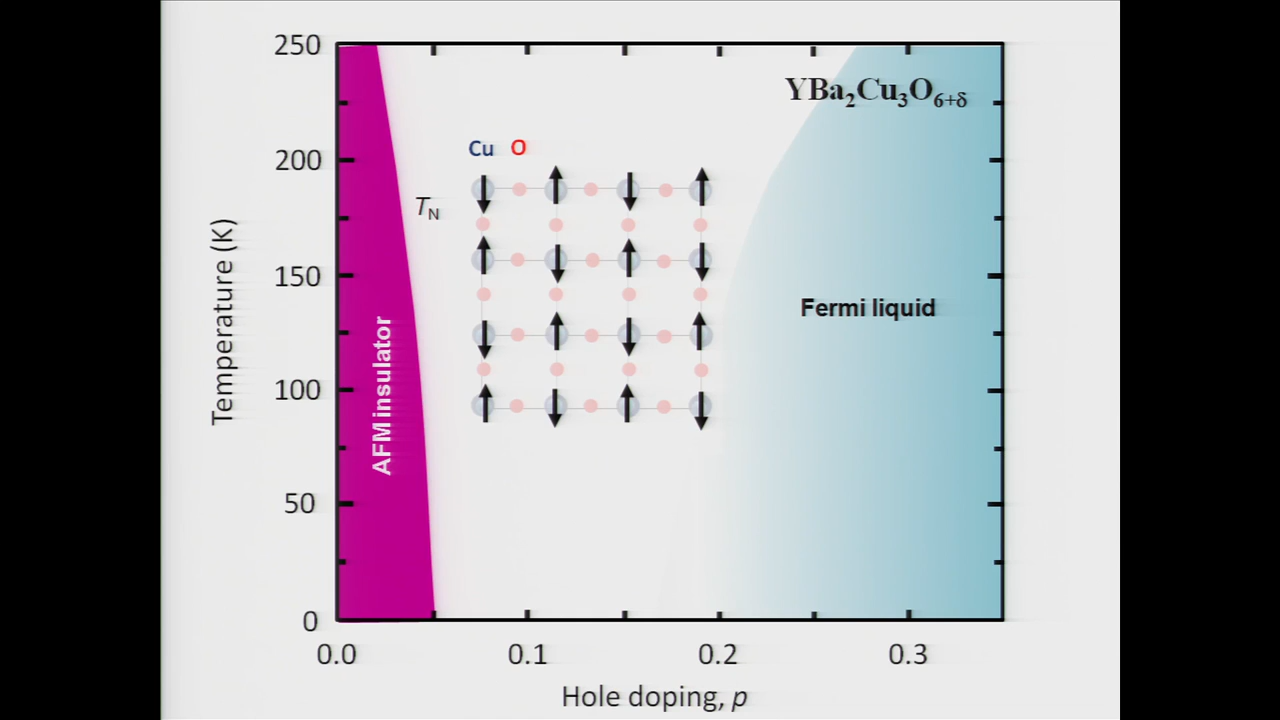 YBa₂Cu₃O₆₊δ
Cu O
T_N
AFM insulator
Fermi liquid
Temperature (K)
250
200
150
100
50
0
0.0 0.1 0.2 0.3
Hole doping, p